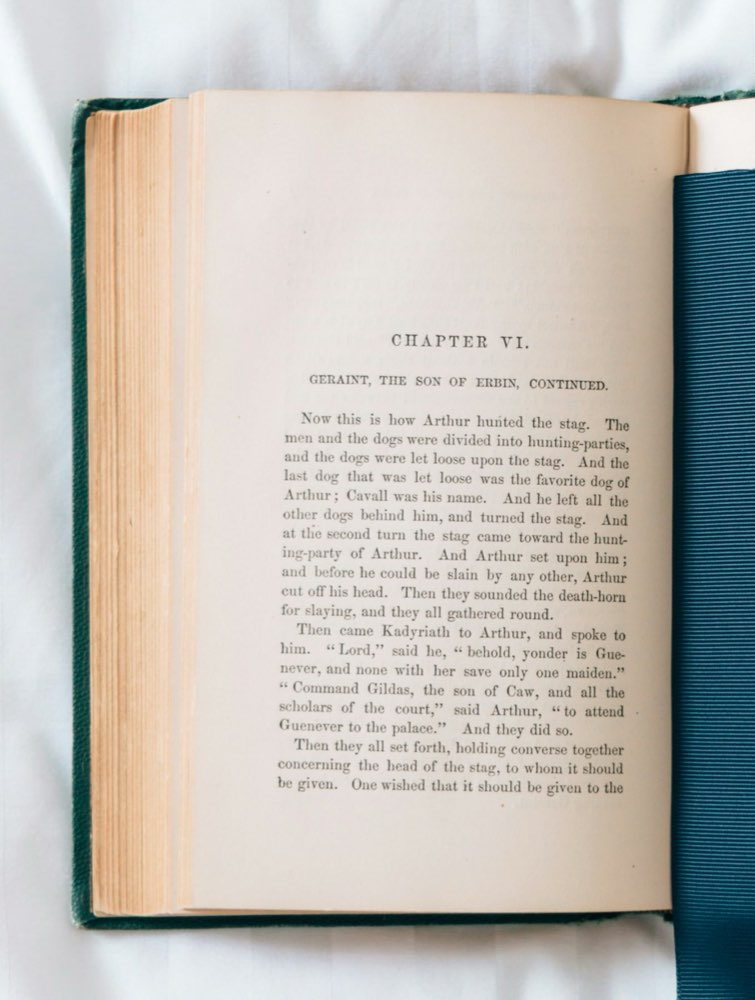 CHAPTER VI.
GERAINT, THE SON OF ERBIN, CONTINUED.
Now this is how Arthur hunted the stag. The
men and the dogs were divided into hunting-parties,
and the dogs were let loose upon the stag. And the
last dog that was let loose was the favorite dog of
Arthur; Cavall was his name. And he left all the
other dogs behind him, and turned the stag. And
at the second turn the stag came toward the hunt-
ing-party of Arthur. And Arthur set upon him;
and before he could be slain by any other, Arthur
cut off his head. Then they sounded the death-horn
for slaying, and they all gathered round.
Then came Kadyriath to Arthur, and spoke to
him. “Lord,” said he, “behold, yonder is Gue-
never, and none with her save only one maiden.”
“Command Gildas, the son of Caw, and all the
scholars of the court,” said Arthur, “to attend
Guenever to the palace.” And they did so.
Then they all set forth, holding converse together
concerning the head of the stag, to whom it should
be given. One wished that it should be given to the